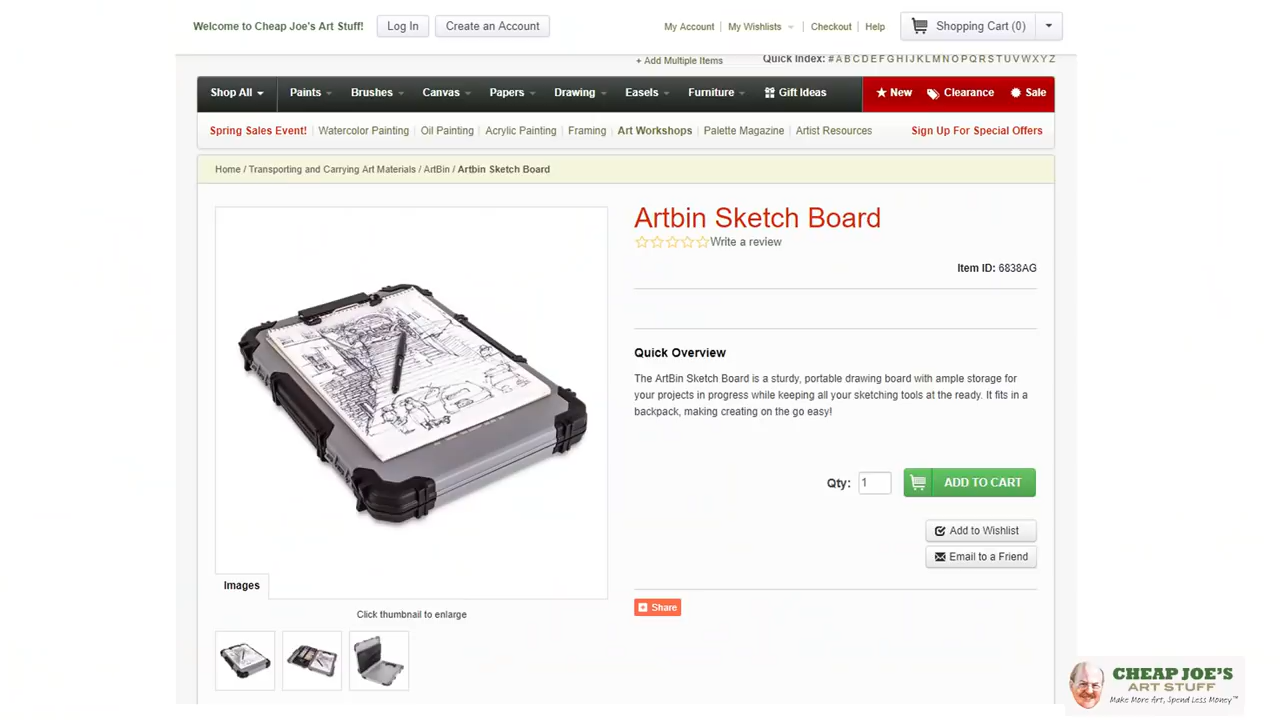 Welcome to Cheap Joe's Art Stuff! Log In Create an Account My Account My Wishlists Checkout Help Shopping Cart (0)
+ Add Multiple Items Quick Index: # A B C D E F G H I J K L M N O P Q R S T U V W X Y Z
Shop All Paints Brushes Canvas Papers Drawing Easels Furniture Gift Ideas New Clearance Sale
Spring Sales Event! Watercolor Painting Oil Painting Acrylic Painting Framing Art Workshops Palette Magazine Artist Resources Sign Up For Special Offers
Home / Transporting and Carrying Art Materials / ArtBin / Artbin Sketch Board
Artbin Sketch Board
Write a review
Item ID: 6838AG
Quick Overview
The ArtBin Sketch Board is a sturdy, portable drawing board with ample storage for
your projects in progress while keeping all your sketching tools at the ready. It fits in a
backpack, making creating on the go easy!
Qty: 1 ADD TO CART
Add to Wishlist
Email to a Friend
Images
Share
Click thumbnail to enlarge
CHEAP JOE'S
ART STUFF
Make More Art, Spend Less Money™